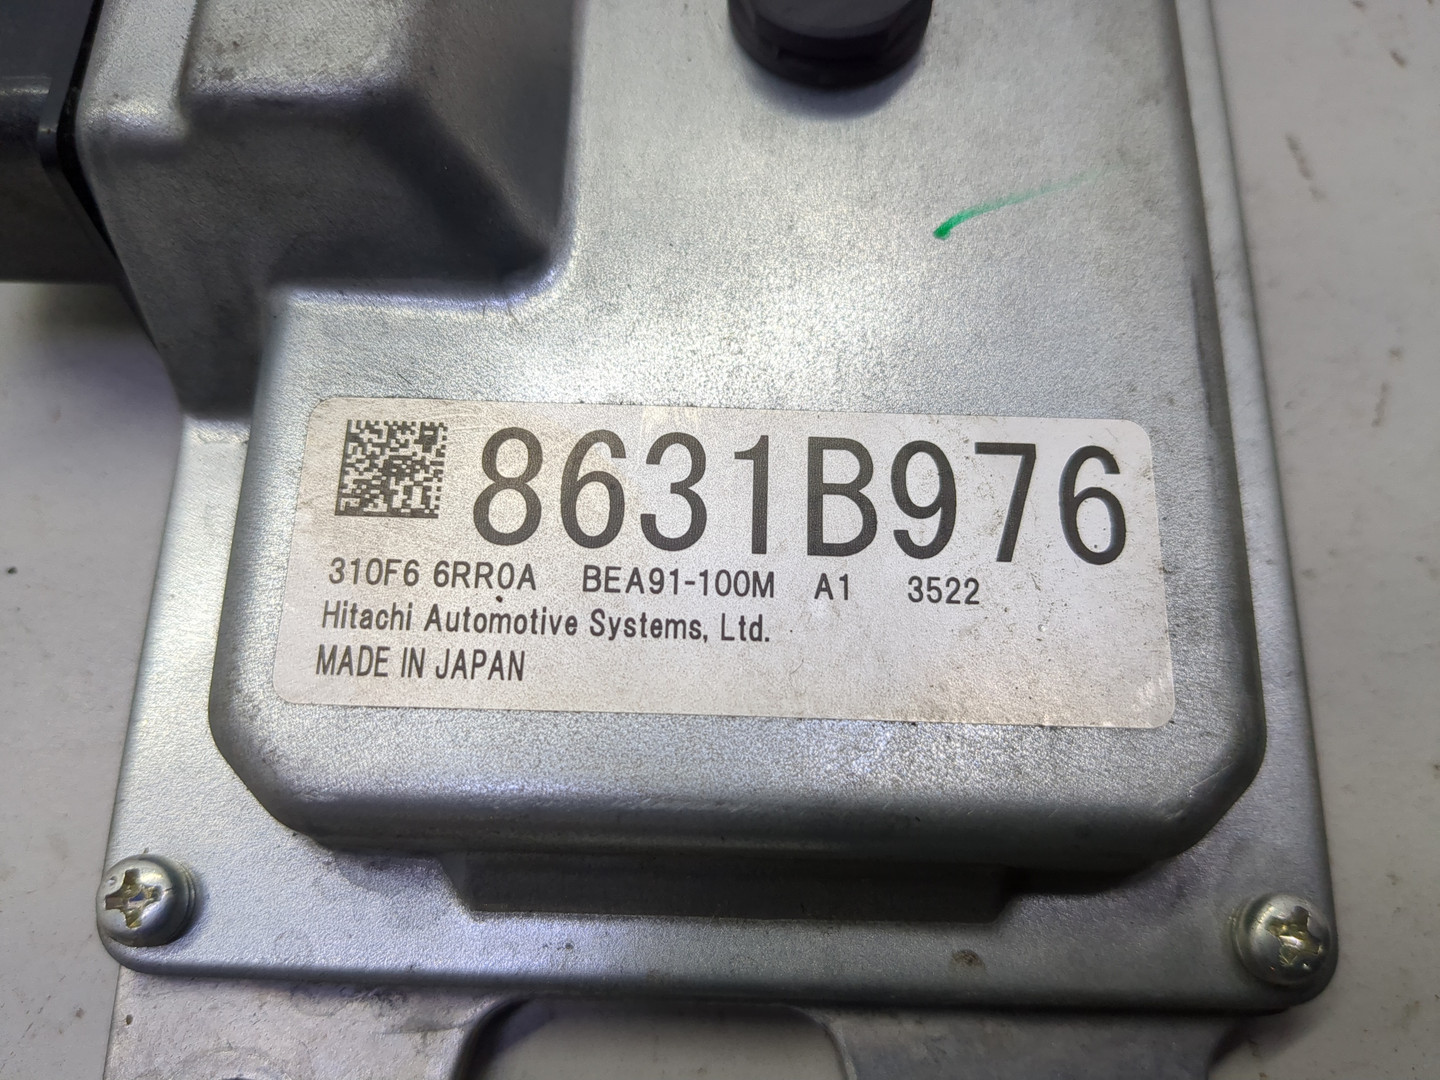 8631B976
310F6 6RR0A BEA91-100M A1 3522
Hitachi Automotive Systems, Ltd.
MADE IN JAPAN